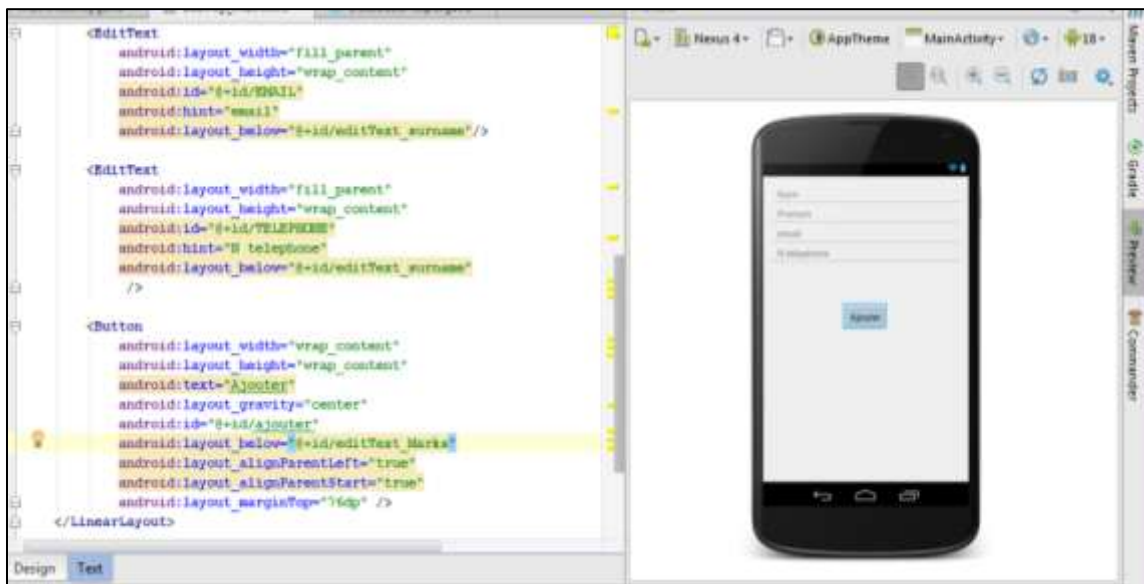 <EditText
android:layout_width="fill_parent"
android:layout_height="wrap_content"
android:id="@+id/EMAIL"
android:hint="email"
android:layout_below="@+id/editText_surname"/>
<EditText
android:layout_width="fill_parent"
android:layout_height="wrap_content"
android:id="@+id/TELEPHONE"
android:hint="N telephone"
android:layout_below="@+id/editText_surname"
/>
<Button
android:layout_width="wrap_content"
android:layout_height="wrap_content"
android:text="Ajouter"
android:layout_gravity="center"
android:id="@+id/ajouter"
android:layout_below="@+id/editText_Marks"
android:layout_alignParentLeft="true"
android:layout_alignParentStart="true"
android:layout_marginTop="76dp" />
</LinearLayout>
Design Text
Nexus 4 AppTheme MainActivity 18
Prenom
email
N telephone
Ajouter
Maven Projects
Gradle
Preview
Commander